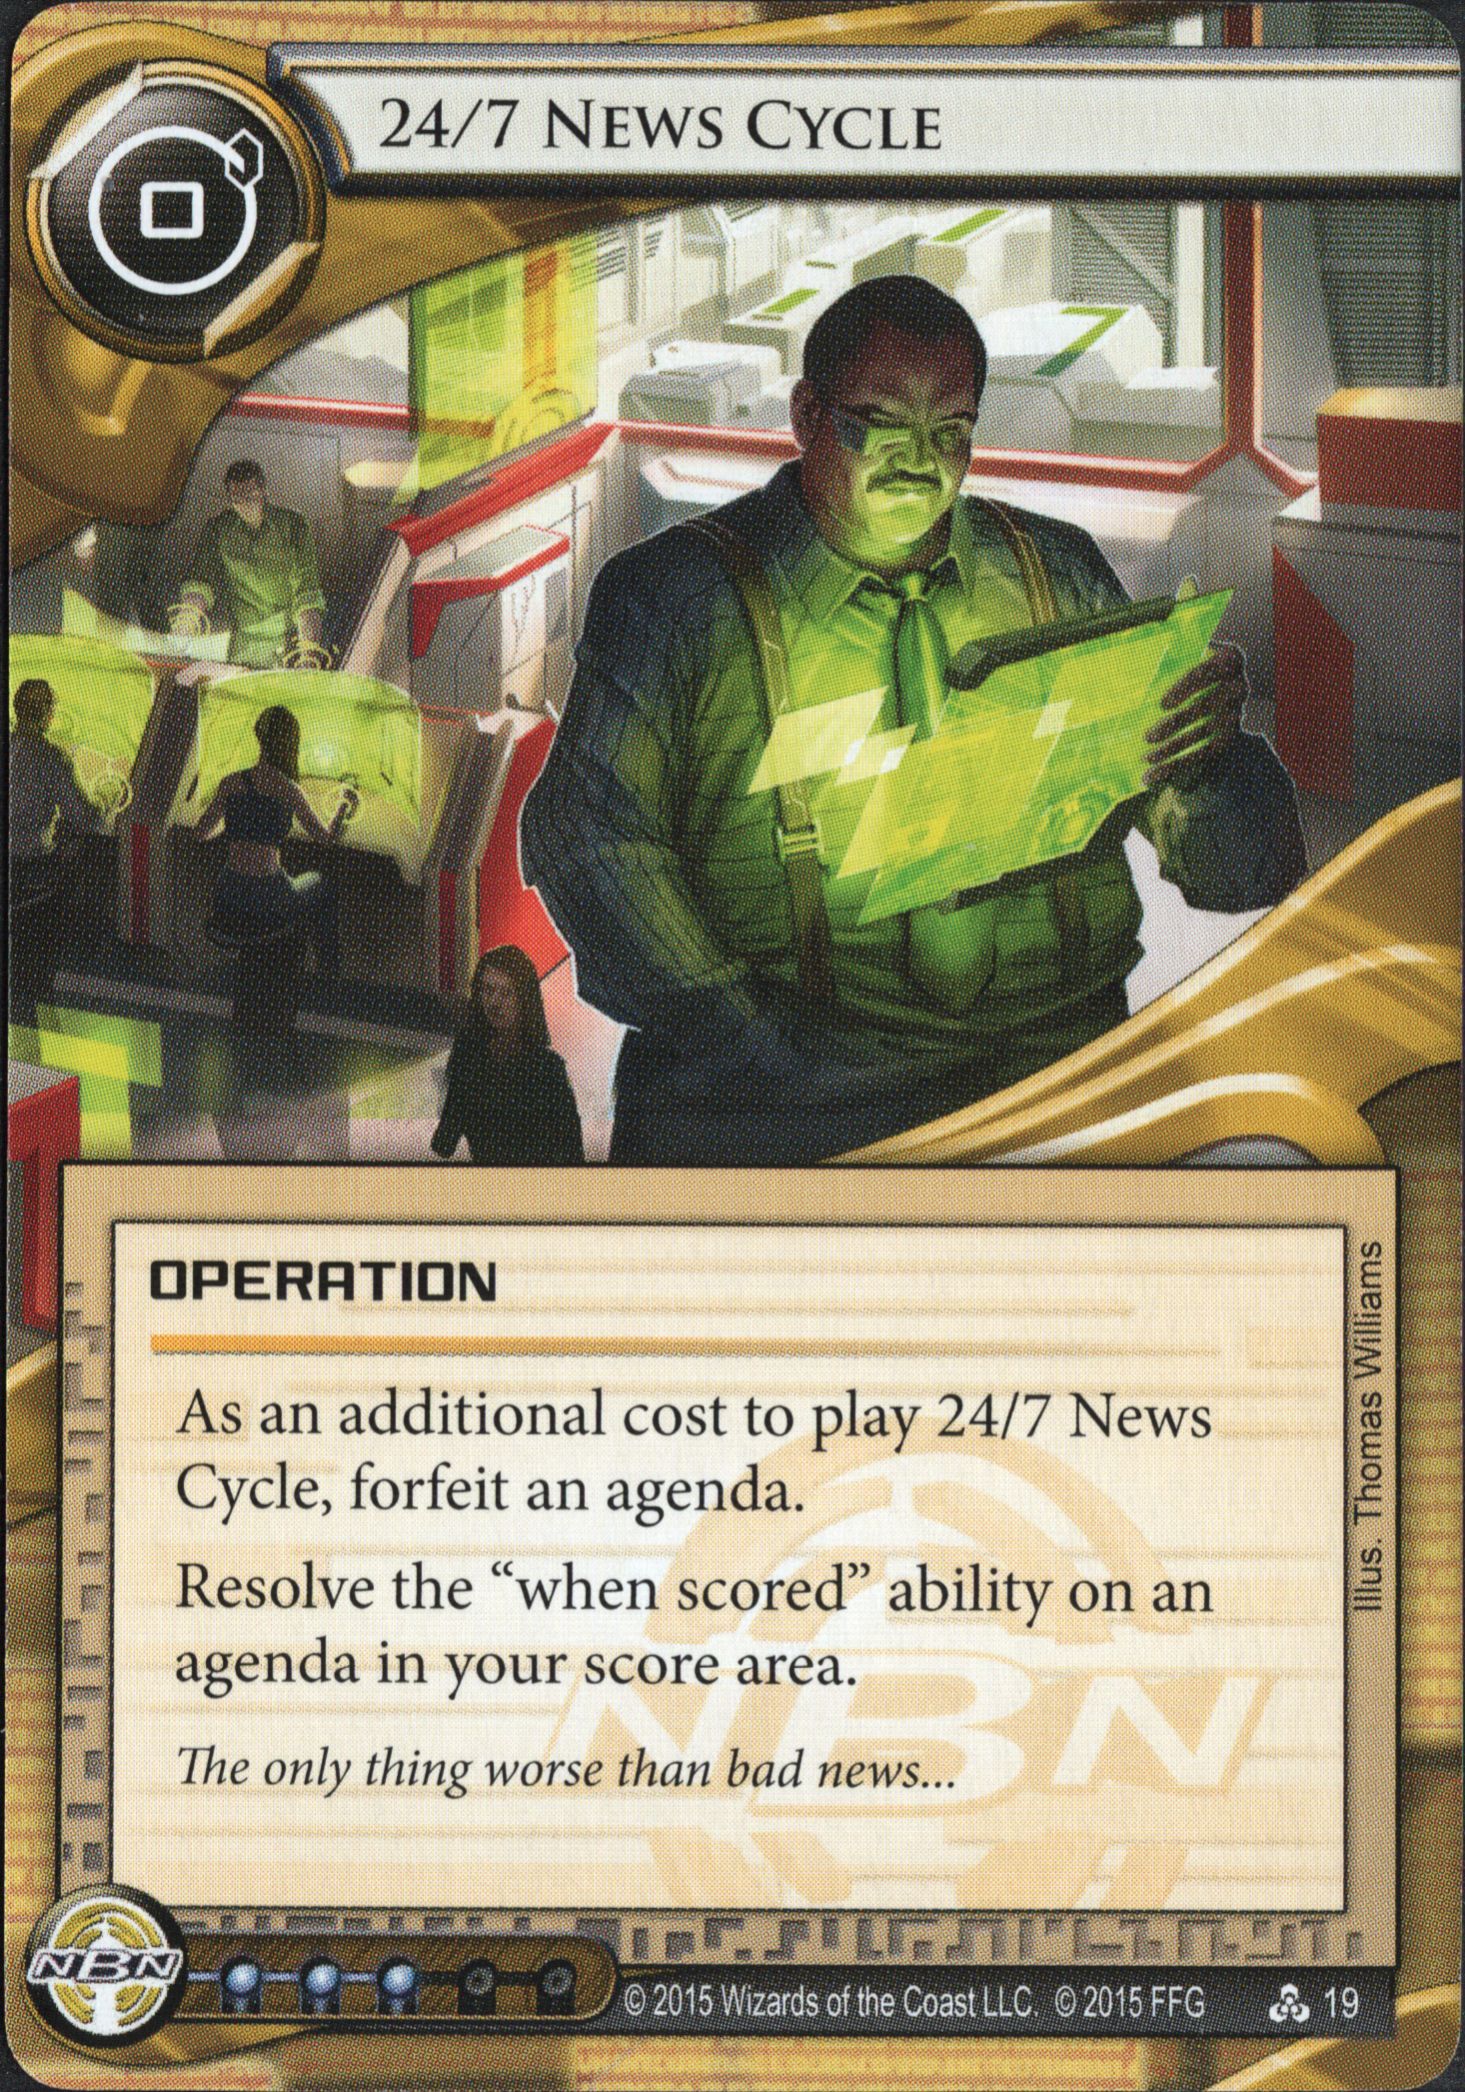 0
24/7 News Cycle
OPERATION
As an additional cost to play 24/7 News
Cycle, forfeit an agenda.
Resolve the “when scored” ability on an
agenda in your score area.
The only thing worse than bad news...
Illus. Thomas Williams
NBN
NBN
© 2015 Wizards of the Coast LLC. © 2015 FFG
19